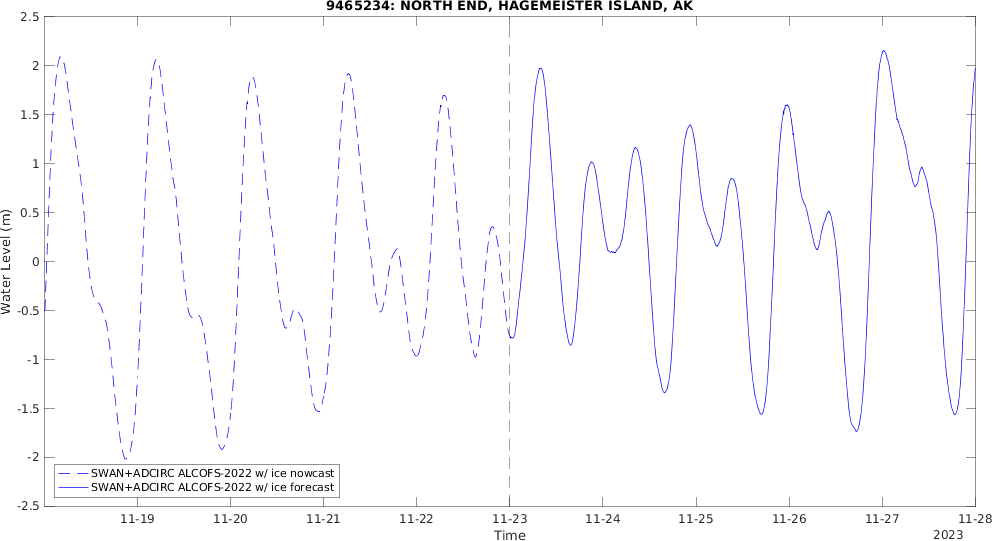 9465234: NORTH END, HAGEMEISTER ISLAND, AK
2.5
2
1.5
1
0.5
0
-0.5
-1
-1.5
-2
-2.5
Water Level (m)
SWAN+ADCIRC ALCOFS-2022 w/ ice nowcast
SWAN+ADCIRC ALCOFS-2022 w/ ice forecast
11-19 11-20 11-21 11-22 11-23 11-24 11-25 11-26 11-27 11-28
Time
2023